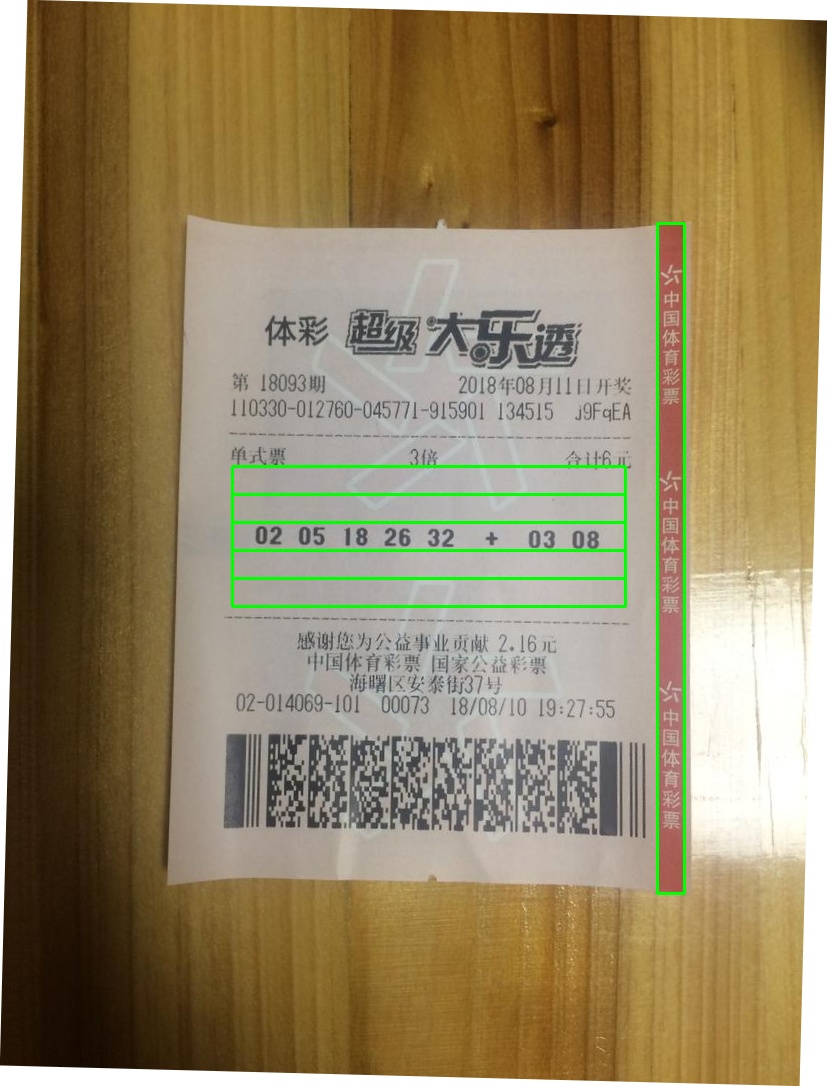 体彩 超级大乐透
第 18093期 2018年08月11日开奖
110330-012760-045771-915901 134515 J9FqEA
单式票 3倍 合计6元
02 05 18 26 32 + 03 08
感谢您为公益事业贡献 2.16元
中国体育彩票 国家公益彩票
海曙区安泰街37号
02-014069-101 00073 18/08/10 19:27:55
中国体育彩票
中国体育彩票
中国体育彩票